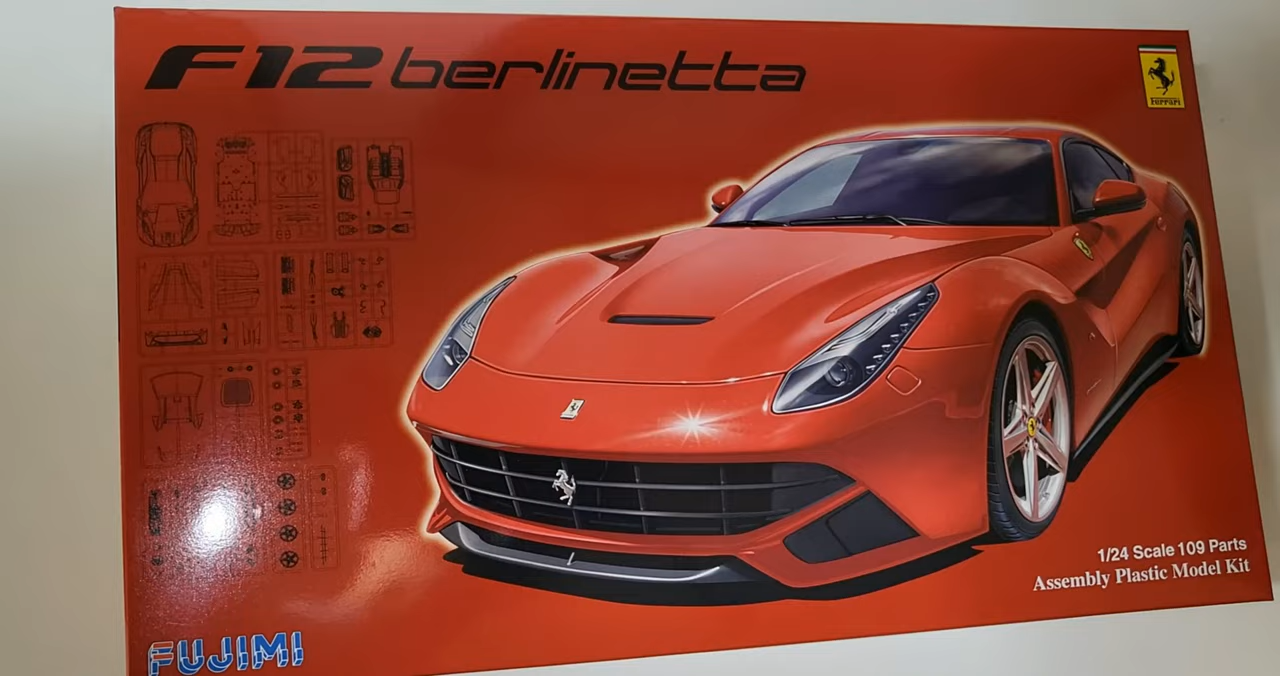 F12 berlinetta
Ferrari
1/24 Scale 109 Parts
Assembly Plastic Model Kit
FUJIMI